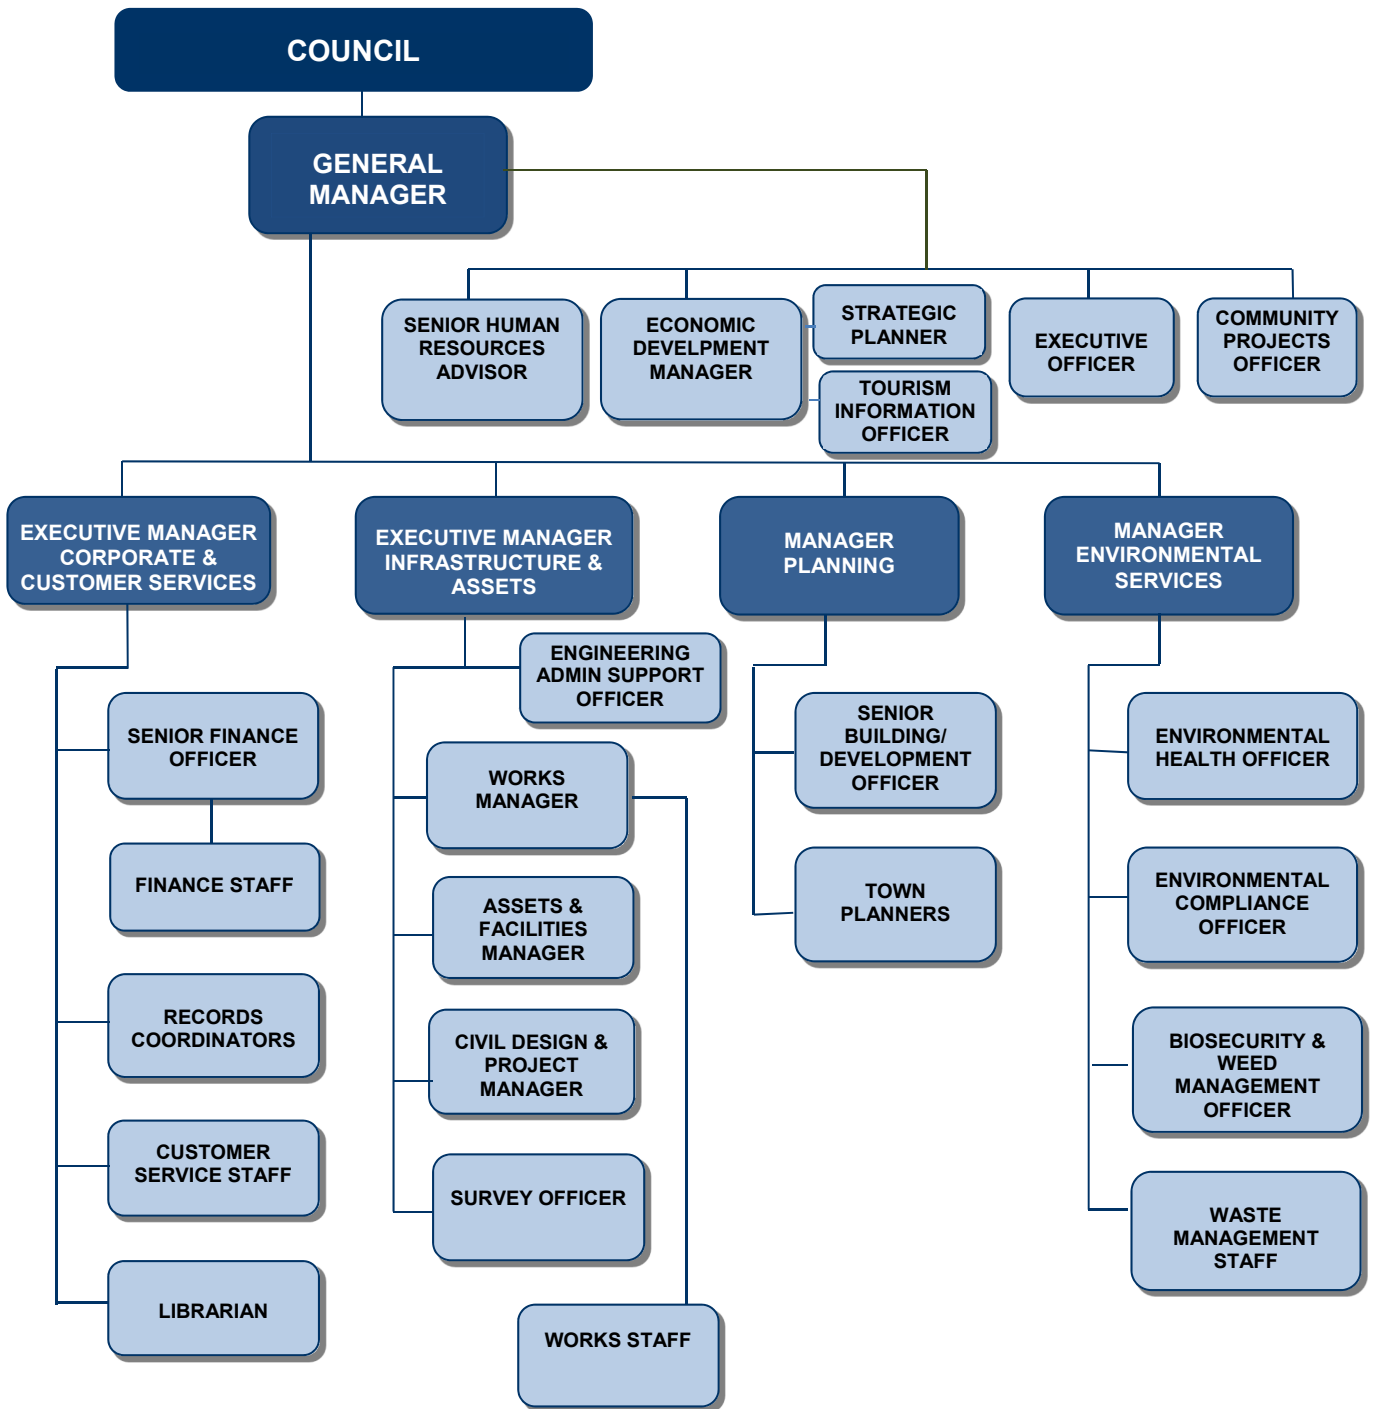 COUNCIL
GENERAL
MANAGER
SENIOR HUMAN
RESOURCES
ADVISOR
ECONOMIC
DEVELPMENT
MANAGER
STRATEGIC
PLANNER
TOURISM
INFORMATION
OFFICER
EXECUTIVE
OFFICER
COMMUNITY
PROJECTS
OFFICER
EXECUTIVE MANAGER
CORPORATE &
CUSTOMER SERVICES
EXECUTIVE MANAGER
INFRASTRUCTURE &
ASSETS
MANAGER
PLANNING
MANAGER
ENVIRONMENTAL
SERVICES
SENIOR FINANCE
OFFICER
FINANCE STAFF
RECORDS
COORDINATORS
CUSTOMER
SERVICE STAFF
LIBRARIAN
ENGINEERING
ADMIN SUPPORT
OFFICER
WORKS
MANAGER
ASSETS &
FACILITIES
MANAGER
CIVIL DESIGN &
PROJECT
MANAGER
SURVEY OFFICER
WORKS STAFF
SENIOR
BUILDING/
DEVELOPMENT
OFFICER
TOWN
PLANNERS
ENVIRONMENTAL
HEALTH OFFICER
ENVIRONMENTAL
COMPLIANCE
OFFICER
BIOSECURITY &
WEED
MANAGEMENT
OFFICER
WASTE
MANAGEMENT
STAFF